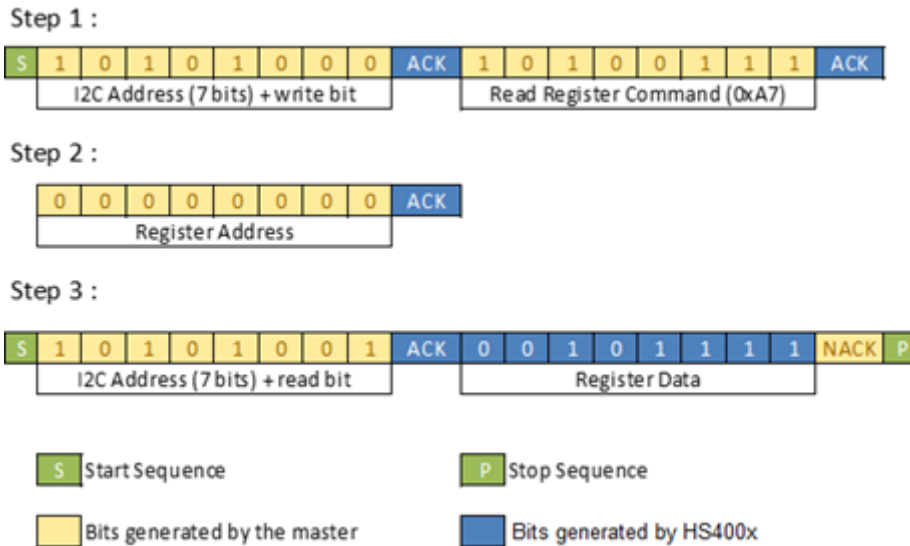 Step 1 :
S 1 0 1 0 1 0 0 0 ACK 1 0 1 0 0 1 1 1 ACK
I2C Address (7 bits) + write bit Read Register Command (0xA7)
Step 2 :
0 0 0 0 0 0 0 0 ACK
Register Address
Step 3 :
S 1 0 1 0 1 0 0 1 ACK 0 0 1 0 1 1 1 1 NACK P
I2C Address (7 bits) + read bit Register Data
S Start Sequence P Stop Sequence
Bits generated by the master Bits generated by HS400x